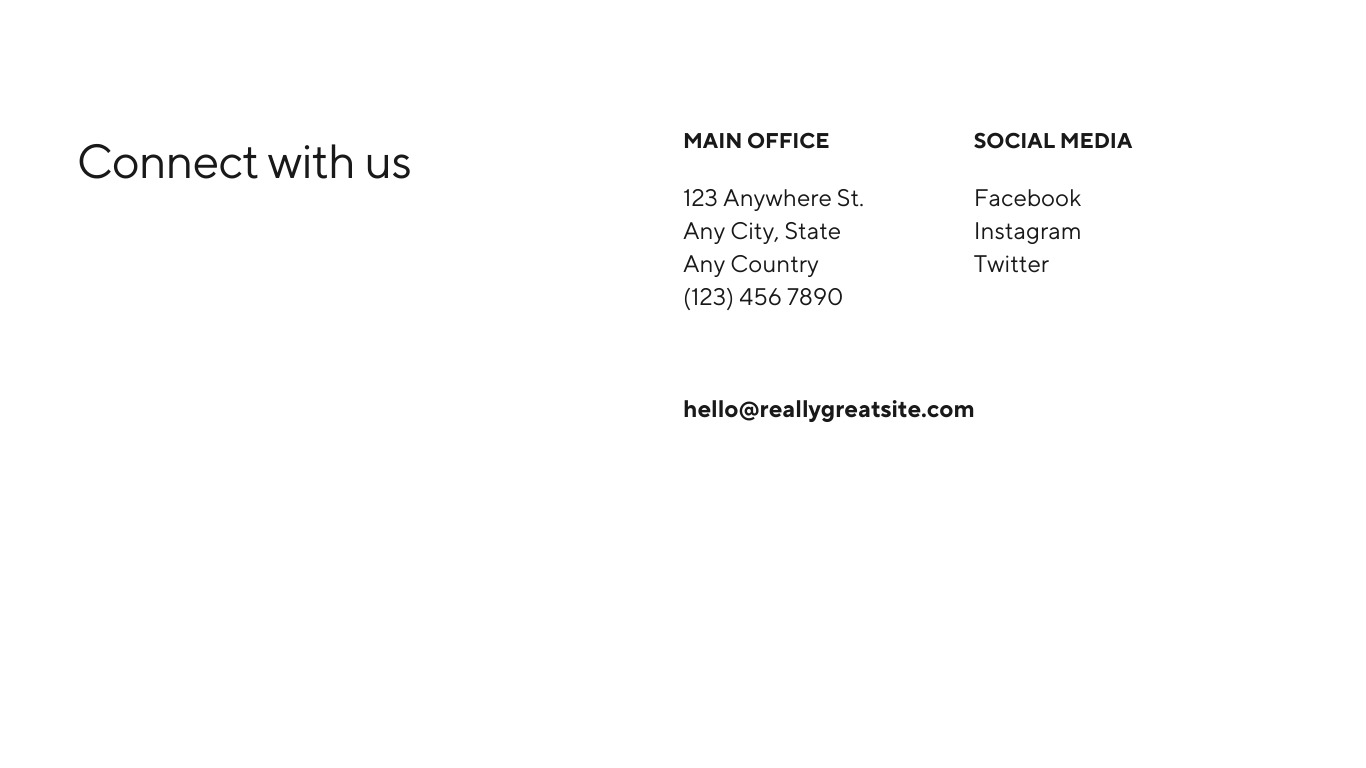 Connect with us
MAIN OFFICE
123 Anywhere St.
Any City, State
Any Country
(123) 456 7890
SOCIAL MEDIA
Facebook
Instagram
Twitter
hello@reallygreatsite.com